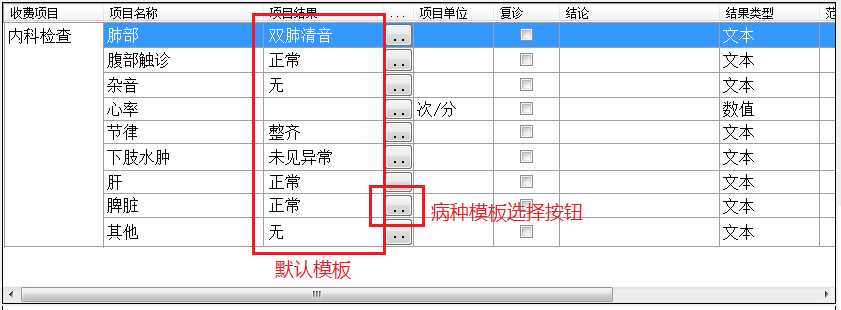 收费项目 项目名称 项目结果 ... 项目单位 复诊 结论 结果类型 范
内科检查 肺部 双肺清音 .. 文本
腹部触诊 正常 .. 文本
杂音 无 .. 文本
心率 .. 次/分 数值
节律 整齐 .. 文本
下肢水肿 未见异常 .. 文本
肝 正常 文本
脾脏 正常 .. 文本
病种模板选择按钮
其他 无 .. 文本
默认模板